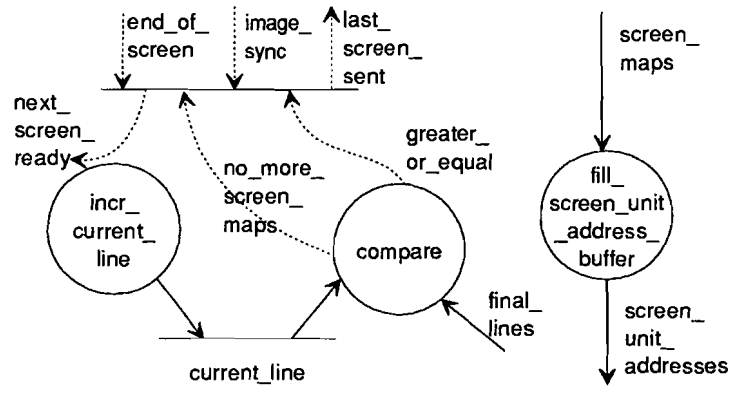 end_of_
screen
image_
sync
last_
screen_
sent
screen_
maps
next_
screen_
ready
no_more_
screen_
maps
greater_
or_equal
incr_
current_
line
compare
fill_
screen_unit
_address_
buffer
final_
lines
current_line
screen_
unit_
addresses